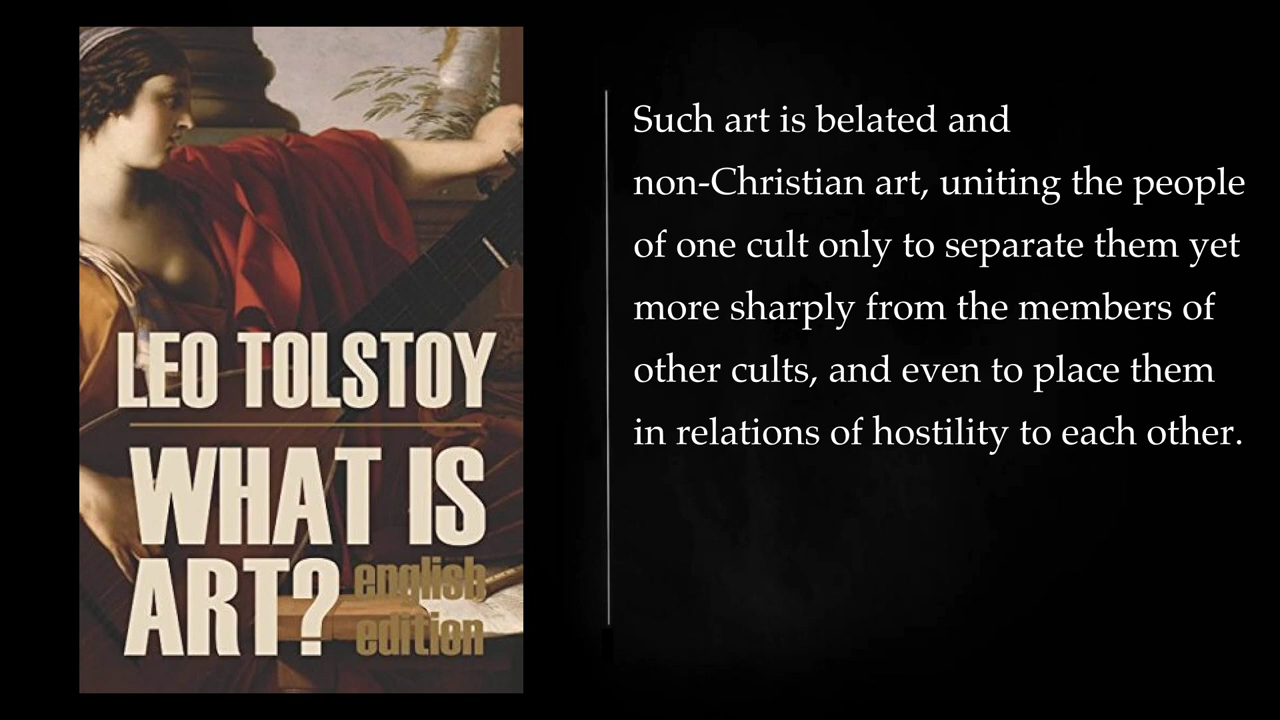 LEO TOLSTOY
WHAT IS
ART?
english
edition
Such art is belated and
non-Christian art, uniting the people
of one cult only to separate them yet
more sharply from the members of
other cults, and even to place them
in relations of hostility to each other.